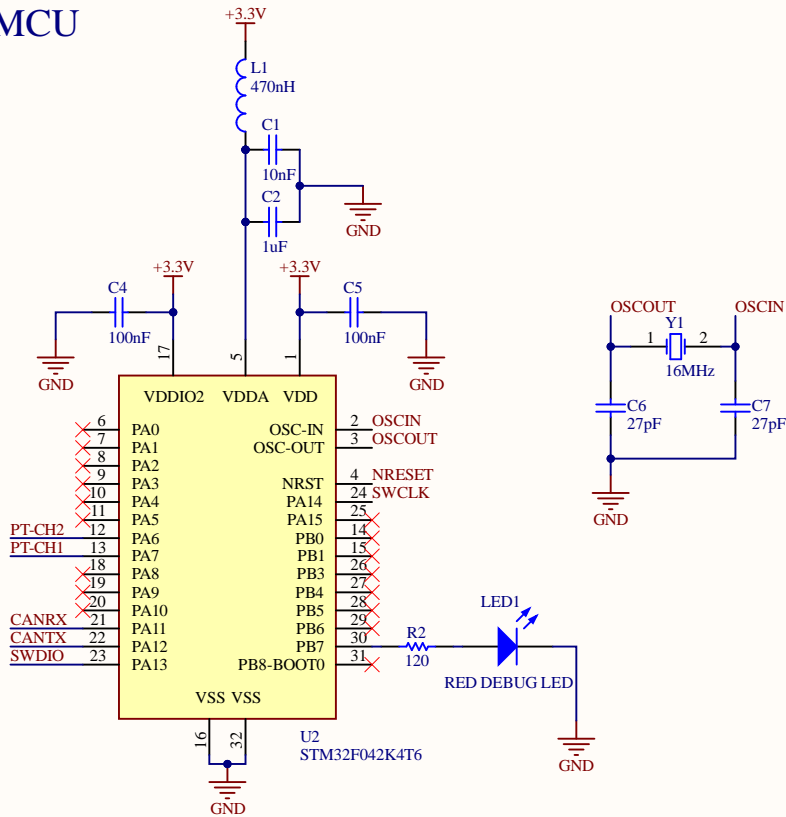 MCU
+3.3V
L1
470nH
C1
10nF
C2
1uF
GND
+3.3V
+3.3V
C4
100nF
C5
100nF
GND
GND
17
5
1
VDDIO2 VDDA VDD
6 PA0
7 PA1
8 PA2
9 PA3
10 PA4
11 PA5
PT-CH2 12 PA6
PT-CH1 13 PA7
18 PA8
19 PA9
20 PA10
CANRX 21 PA11
CANTX 22 PA12
SWDIO 23 PA13
OSC-IN 2 OSCIN
OSC-OUT 3 OSCOUT
NRST 4 NRESET
PA14 24 SWCLK
PA15 25
PB0 14
PB1 15
PB3 26
PB4 27
PB5 28
PB6 29
PB7 30
PB8-BOOT0 31
VSS VSS
16
32
GND
U2
STM32F042K4T6
R2
120
LED1
RED DEBUG LED
GND
OSCOUT
OSCIN
Y1
1
2
16MHz
C6
27pF
C7
27pF
GND